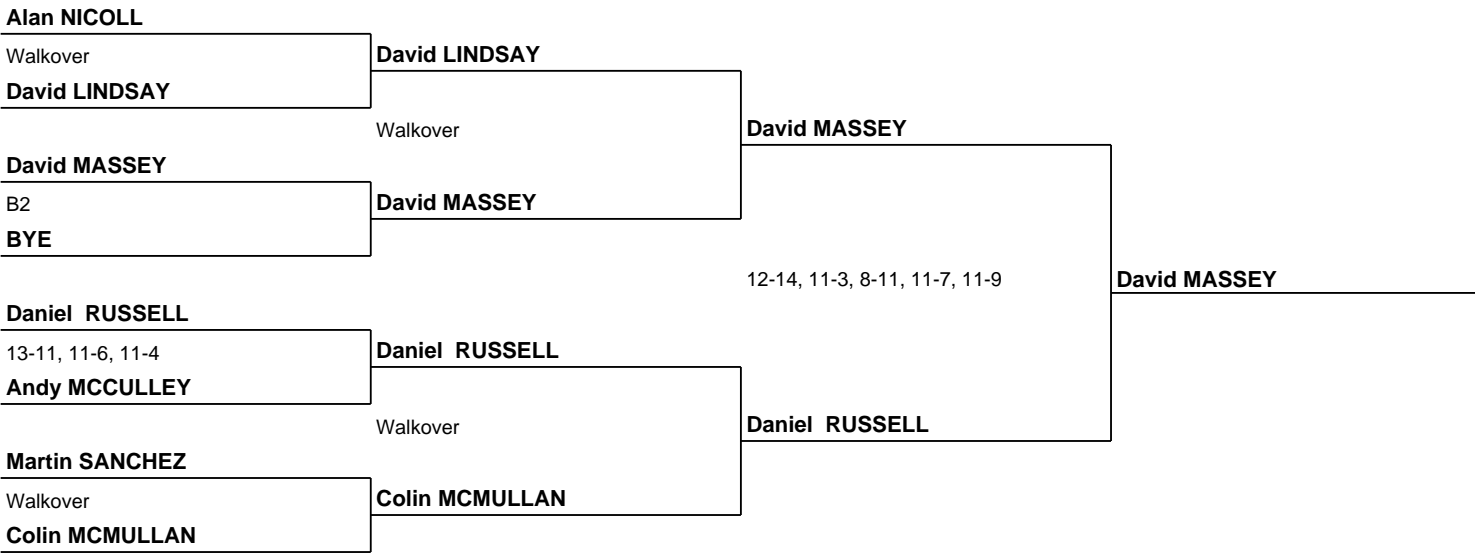 Alan NICOLL
Walkover
David LINDSAY
David LINDSAY
Walkover
David MASSEY
David MASSEY
B2
David MASSEY
BYE
12-14, 11-3, 8-11, 11-7, 11-9
David MASSEY
Daniel  RUSSELL
13-11, 11-6, 11-4
Daniel  RUSSELL
Andy MCCULLEY
Walkover
Daniel  RUSSELL
Martin SANCHEZ
Walkover
Colin MCMULLAN
Colin MCMULLAN